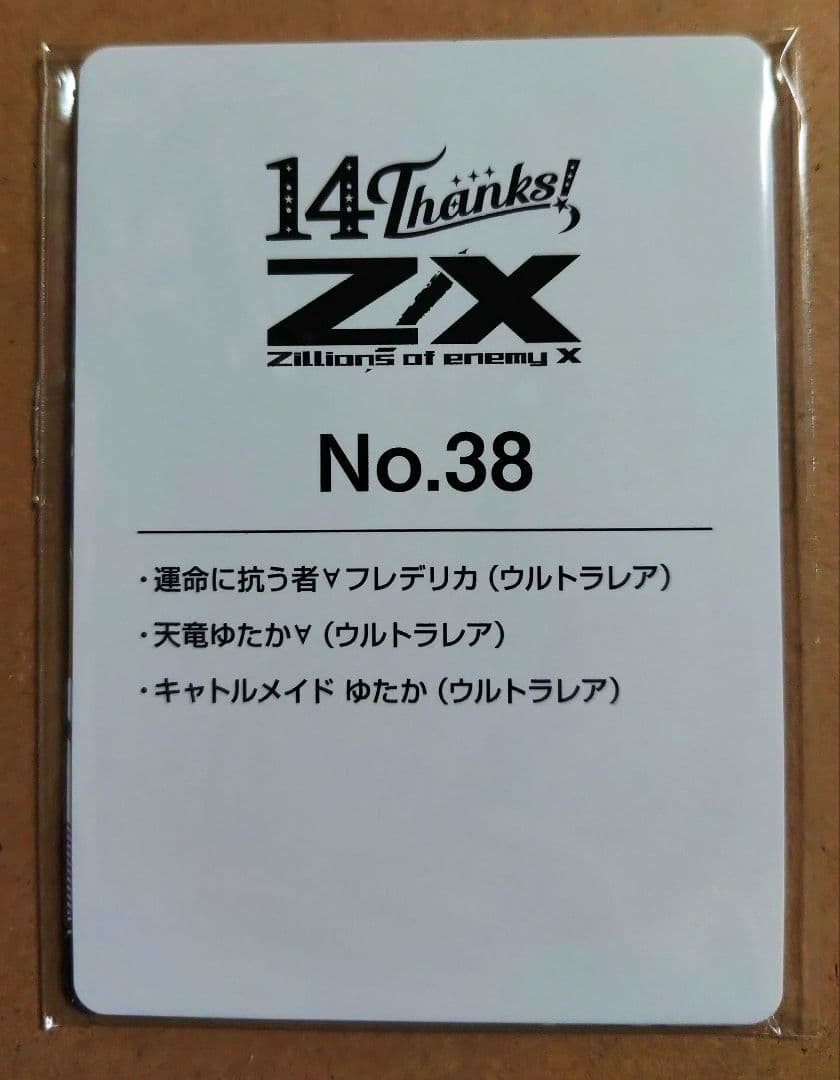 14 Thanks!
Z/X
Zillions of enemy X
No.38
・運命に抗う者∀フレデリカ（ウルトラレア）
・天竜ゆたか∀（ウルトラレア）
・キャトルメイド ゆたか（ウルトラレア）